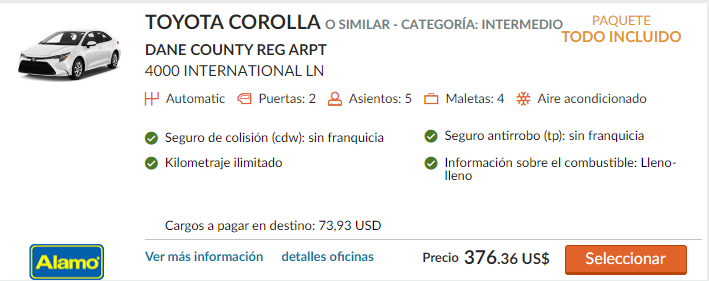 TOYOTA COROLLA O SIMILAR - CATEGORÍA: INTERMEDIO
PAQUETE
TODO INCLUIDO
DANE COUNTY REG ARPT
4000 INTERNATIONAL LN
Automatic Puertas: 2 Asientos: 5 Maletas: 4 Aire acondicionado
Seguro de colisión (cdw): sin franquicia
Seguro antirrobo (tp): sin franquicia
Kilometraje ilimitado
Información sobre el combustible: Lleno-
lleno
Cargos a pagar en destino: 73,93 USD
Alamo
Ver más información detalles oficinas
Precio 376.36 US$
Seleccionar